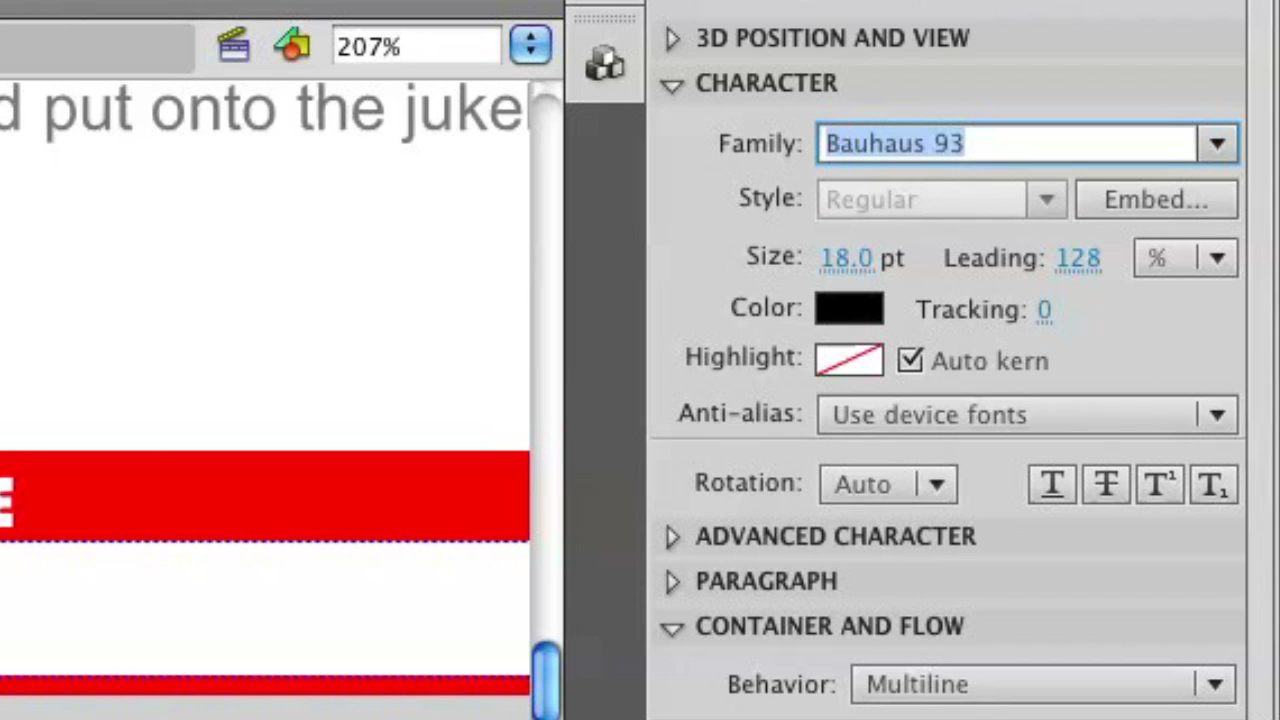 207%
d put onto the juke
E
3D POSITION AND VIEW
CHARACTER
Family: Bauhaus 93
Style: Regular Embed...
Size: 18.0 pt Leading: 128 %
Color: Tracking: 0
Highlight: Auto kern
Anti-alias: Use device fonts
Rotation: Auto T T T¹ T₁
ADVANCED CHARACTER
PARAGRAPH
CONTAINER AND FLOW
Behavior: Multiline